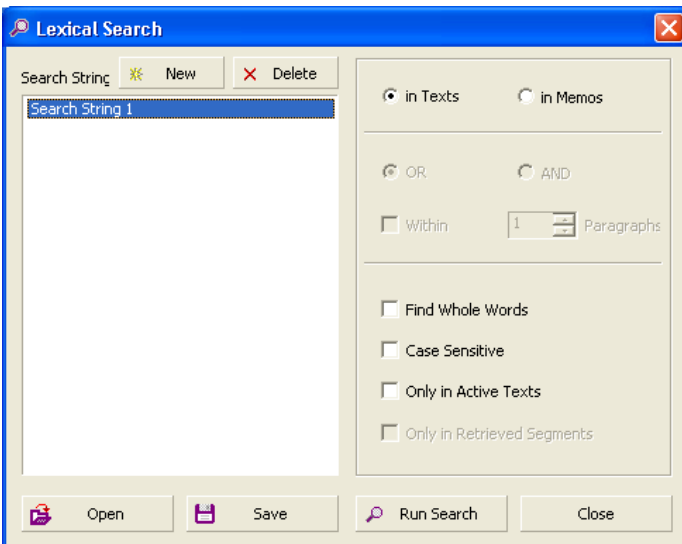 Lexical Search
Search String New Delete
Search String 1
in Texts in Memos
OR AND
Within 1 Paragraphs
Find Whole Words
Case Sensitive
Only in Active Texts
Only in Retrieved Segments
Open Save Run Search Close